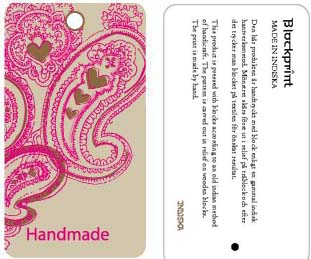 Handmade
Blockprint
MADE IN INDISKA
Den här produkten är handtryckt med block enligt en gammal indisk
hantverksmetod. Mönstret skärs först ut i relief på träblock och efter
det trycker man blocket på textilen för önskat resultat.
This product is pressed with blocks according to an old indian method
of handicraft. The pattern is carved out in relief on wooden blocks.
The print is made by hand.
INDISKA